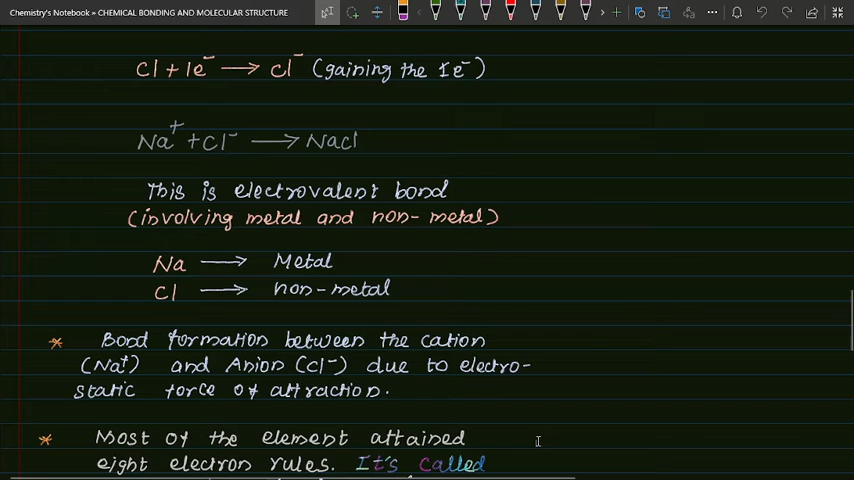 Chemistry's Notebook » CHEMICAL BONDING AND MOLECULAR STRUCTURE
Cl + 1e⁻ ⟶ Cl⁻ (gaining the 1e⁻)
Na⁺ + Cl⁻ ⟶ NaCl
This is electrovalent bond
(involving metal and non-metal)
Na ⟶ Metal
Cl ⟶ non-metal
* Bond formation between the cation
(Na⁺) and Anion (Cl⁻) due to electro-
static force of attraction.
* Most of the element attained
eight electron rules. It's called